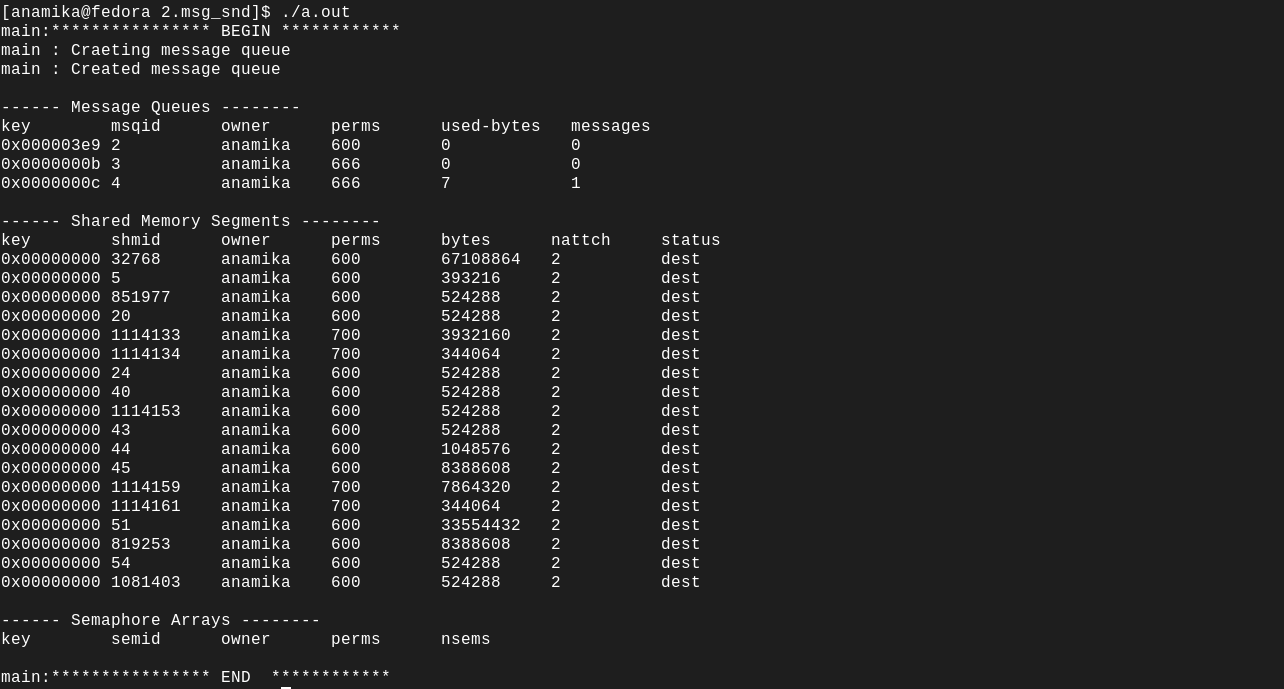 [anamika@fedora 2.msg_snd]$ ./a.out
main:**************** BEGIN ************
main : Craeting message queue
main : Created message queue

------ Message Queues --------
key        msqid      owner      perms      used-bytes   messages
0x000003e9 2          anamika    600        0            0
0x0000000b 3          anamika    666        0            0
0x0000000c 4          anamika    666        7            1

------ Shared Memory Segments --------
key        shmid      owner      perms      bytes      nattch     status
0x00000000 32768      anamika    600        67108864   2          dest
0x00000000 5          anamika    600        393216     2          dest
0x00000000 851977     anamika    600        524288     2          dest
0x00000000 20         anamika    600        524288     2          dest
0x00000000 1114133    anamika    700        3932160    2          dest
0x00000000 1114134    anamika    700        344064     2          dest
0x00000000 24         anamika    600        524288     2          dest
0x00000000 40         anamika    600        524288     2          dest
0x00000000 1114153    anamika    600        524288     2          dest
0x00000000 43         anamika    600        524288     2          dest
0x00000000 44         anamika    600        1048576    2          dest
0x00000000 45         anamika    600        8388608    2          dest
0x00000000 1114159    anamika    700        7864320    2          dest
0x00000000 1114161    anamika    700        344064     2          dest
0x00000000 51         anamika    600        33554432   2          dest
0x00000000 819253     anamika    600        8388608    2          dest
0x00000000 54         anamika    600        524288     2          dest
0x00000000 1081403    anamika    600        524288     2          dest

------ Semaphore Arrays --------
key        semid      owner      perms      nsems

main:**************** END  ************